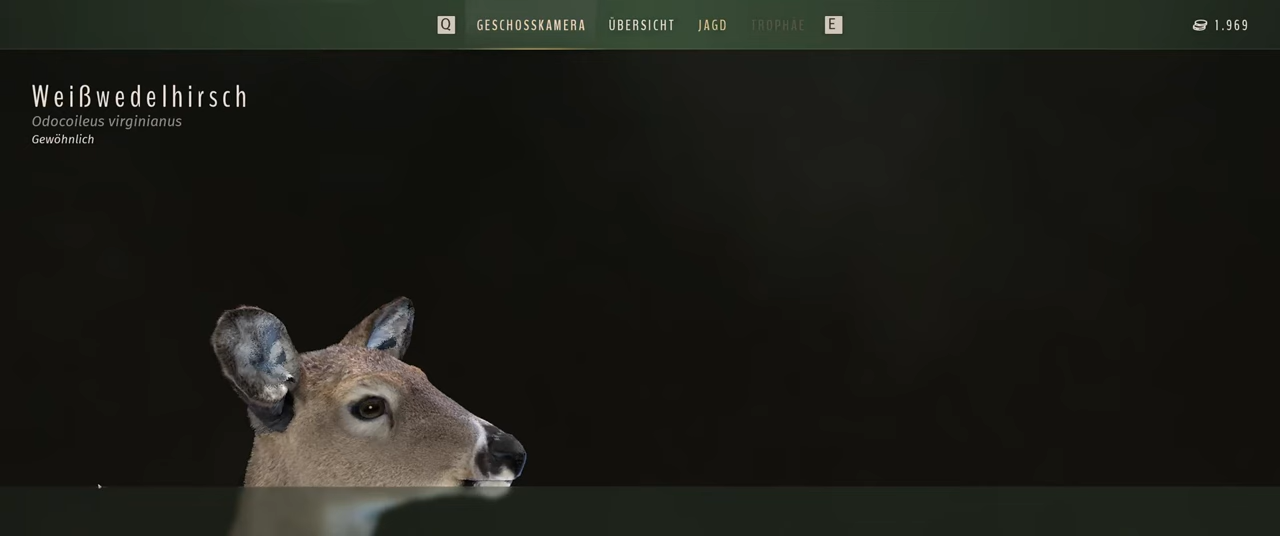 Q GESCHOSSKAMERA ÜBERSICHT JAGD TROPHÄE E 1.969
Weißwedelhirsch
Odocoileus virginianus
Gewöhnlich